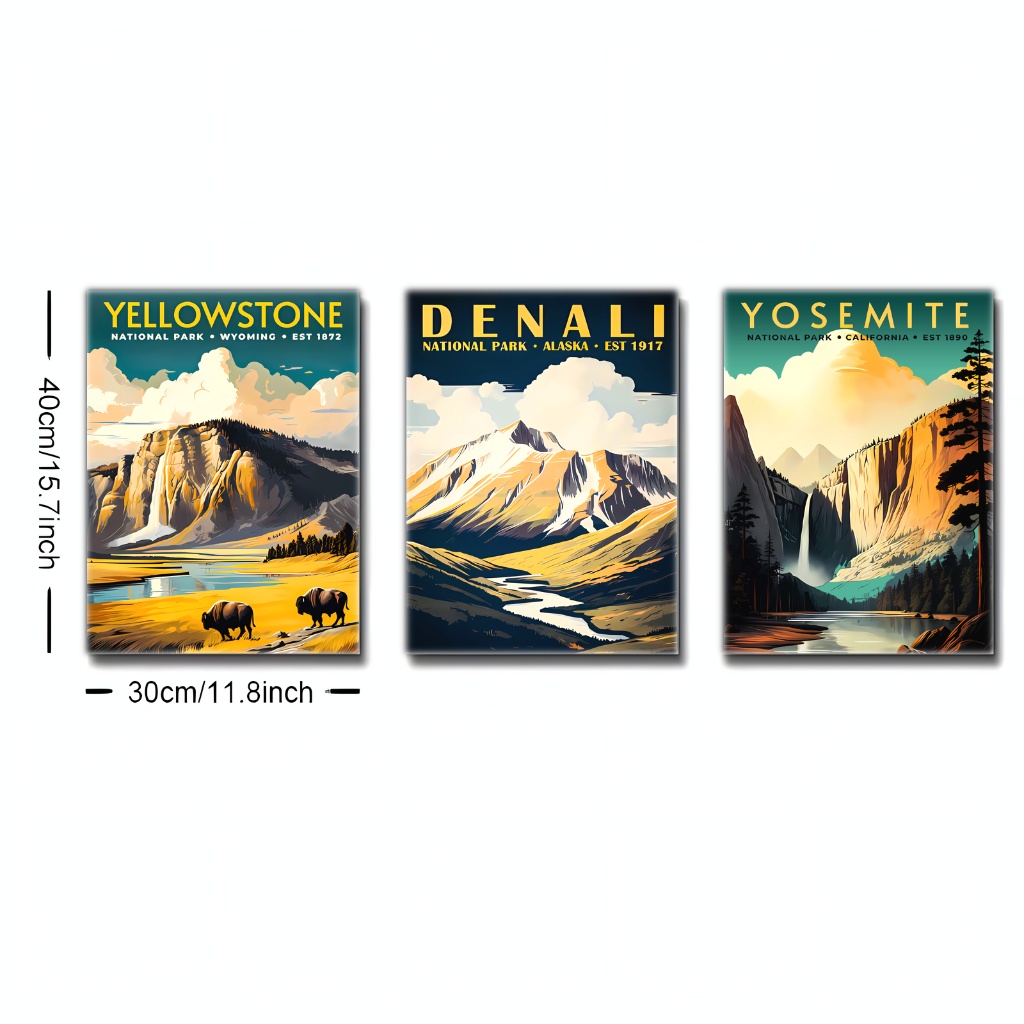 YELLOWSTONE
NATIONAL PARK • WYOMING • EST 1872
DENALI
NATIONAL PARK • ALASKA • EST 1917
YOSEMITE
NATIONAL PARK • CALIFORNIA • EST 1890
40cm/15.7inch
30cm/11.8inch